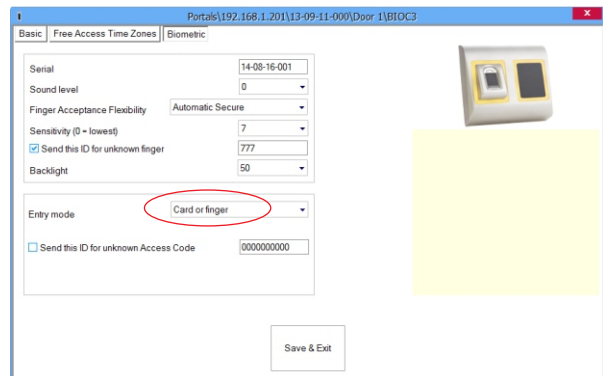 Portals\192.168.1.201\13-09-11-000\Door 1\BIOC3 x
Basic Free Access Time Zones Biometric
Serial 14-08-16-001
Sound level 0
Finger Acceptance Flexibility Automatic Secure
Sensitivity (0 = lowest) 7
Send this ID for unknown finger 777
Backlight 50
Entry mode Card or finger
Send this ID for unknown Access Code 0000000000
Save & Exit